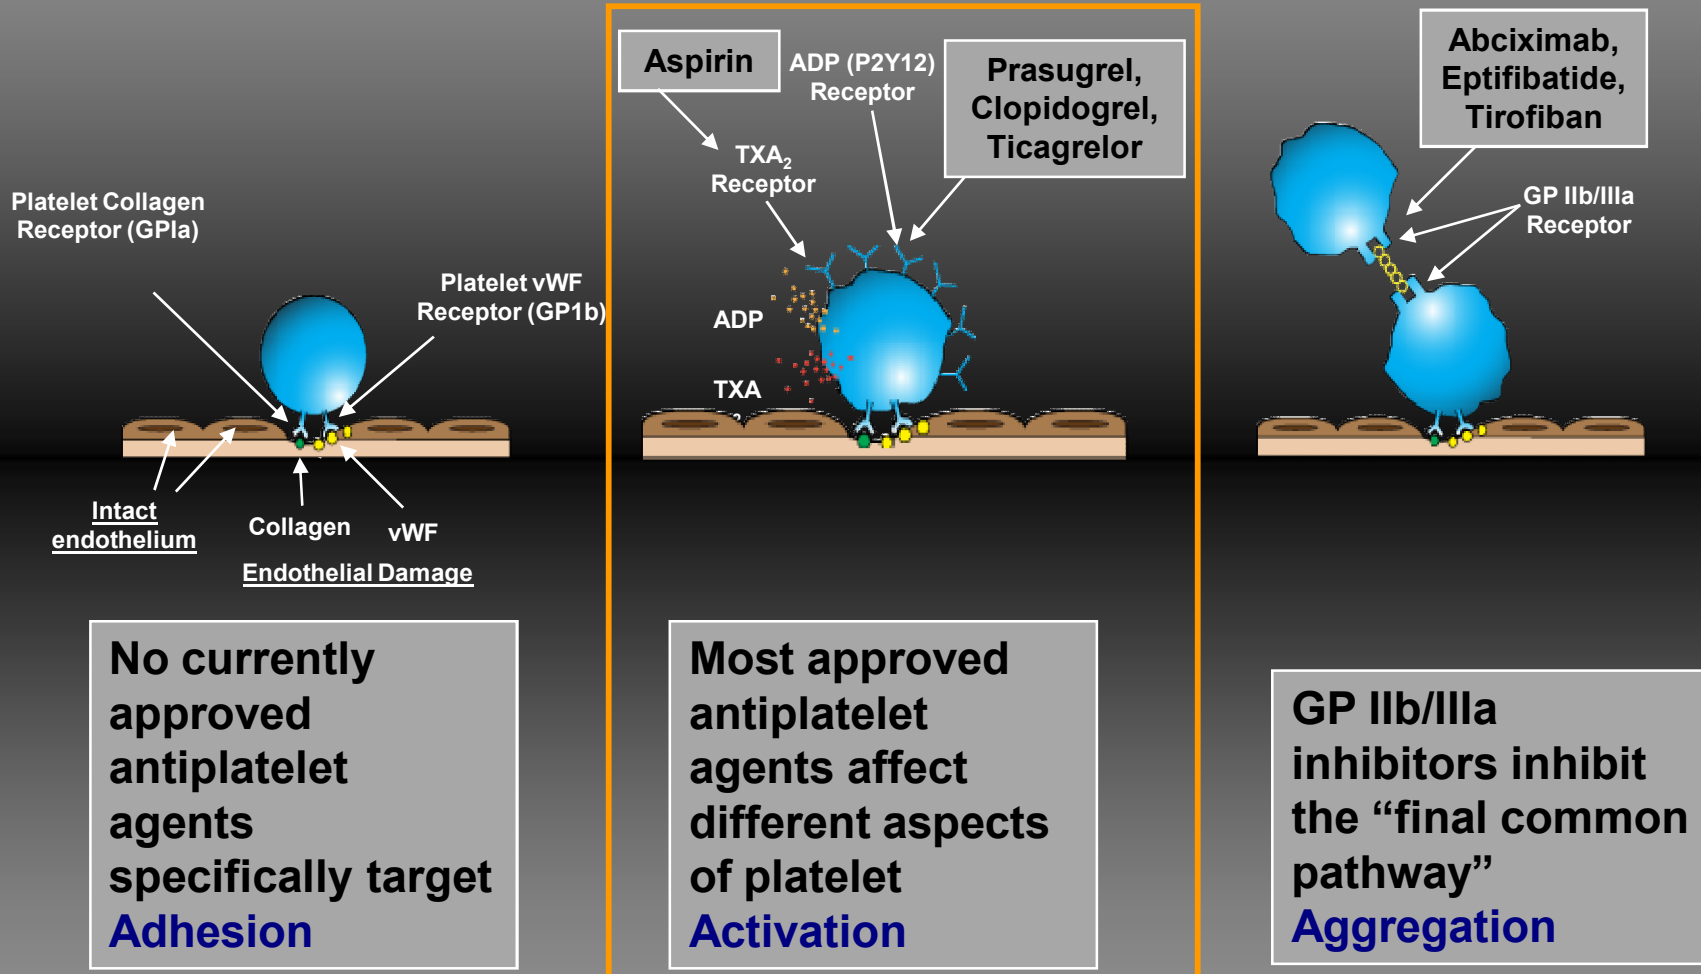 Platelet Collagen
Receptor (GPIa)
Platelet vWF
Receptor (GP1b)
Intact
endothelium
Collagen
vWF
Endothelial Damage
No currently
approved
antiplatelet
agents
specifically target
Adhesion
Aspirin
ADP (P2Y12)
Receptor
Prasugrel,
Clopidogrel,
Ticagrelor
TXA₂
Receptor
ADP
TXA
₂
Most approved
antiplatelet
agents affect
different aspects
of platelet
Activation
Abciximab,
Eptifibatide,
Tirofiban
GP IIb/IIIa
Receptor
GP IIb/IIIa
inhibitors inhibit
the “final common
pathway”
Aggregation